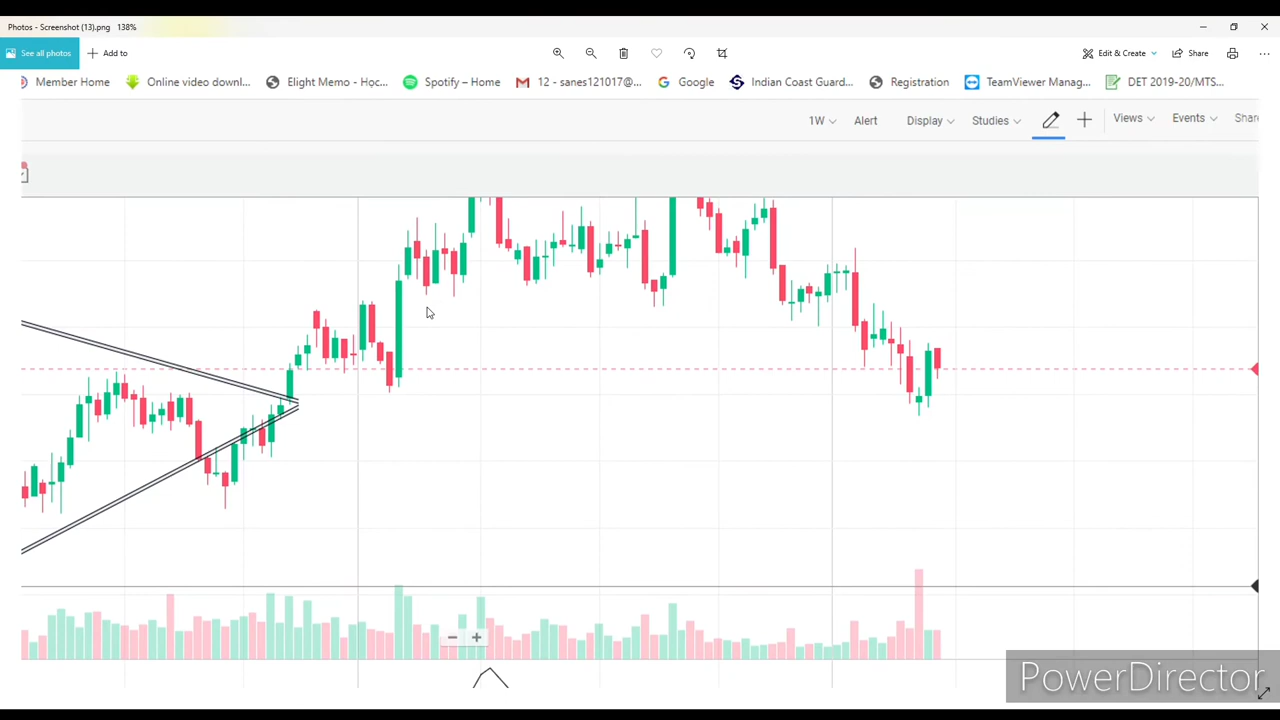 Photos - Screenshot (13).png 138%
See all photos + Add to
Edit & Create
Share
Member Home
Online video downl...
Elight Memo - Học...
Spotify – Home
12 - sanes121017@...
Google
Indian Coast Guard...
Registration
TeamViewer Manag...
DET 2019-20/MTS...
1W
Alert
Display
Studies
Views
Events
Share
PowerDirector